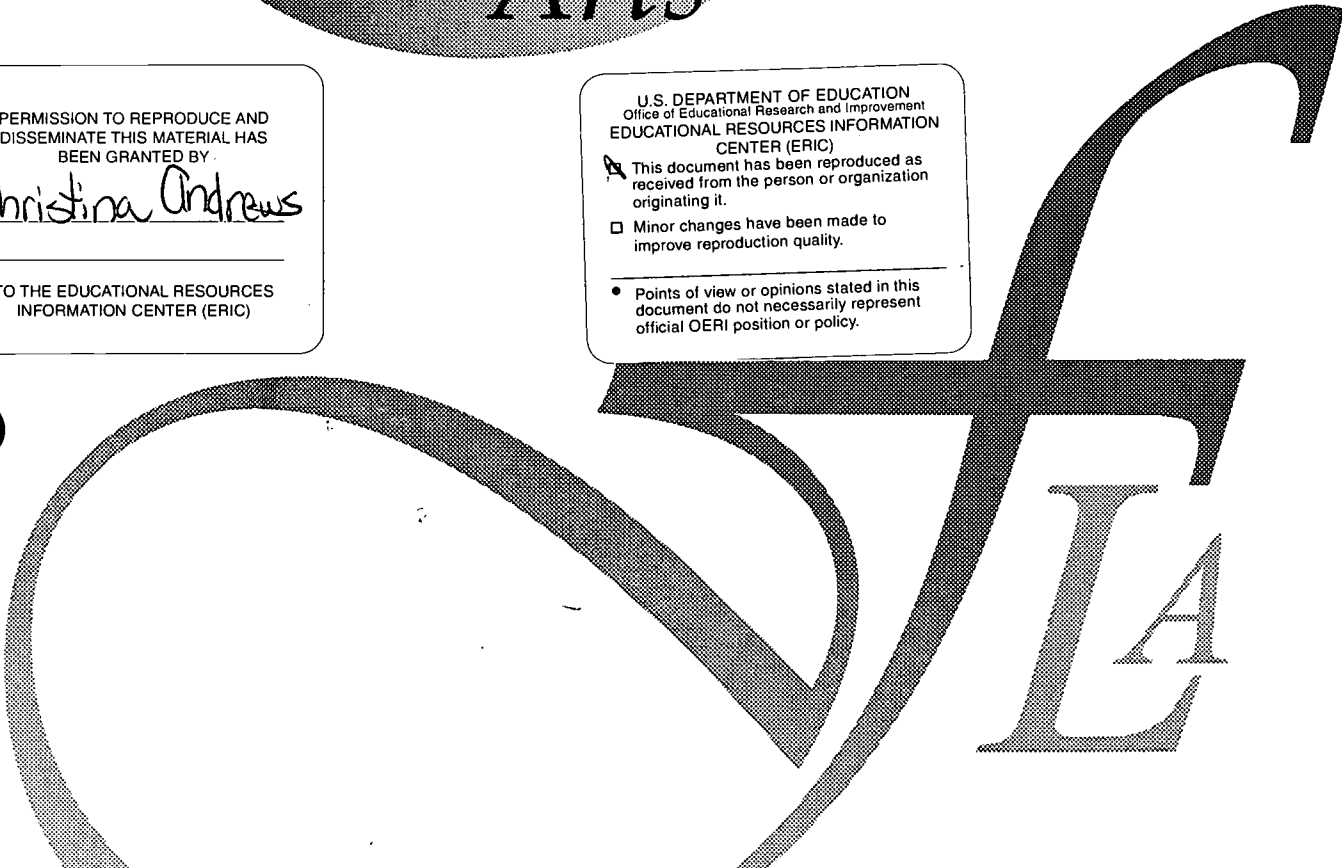 Arts
PERMISSION TO REPRODUCE AND
DISSEMINATE THIS MATERIAL HAS
BEEN GRANTED BY
hristina Andrews
TO THE EDUCATIONAL RESOURCES
INFORMATION CENTER (ERIC)
U.S. DEPARTMENT OF EDUCATION
Office of Educational Research and Improvement
EDUCATIONAL RESOURCES INFORMATION
CENTER (ERIC)
This document has been reproduced as
received from the person or organization
originating it.
□ Minor changes have been made to
improve reproduction quality.
• Points of view or opinions stated in this
document do not necessarily represent
official OERI position or policy.
f
LA